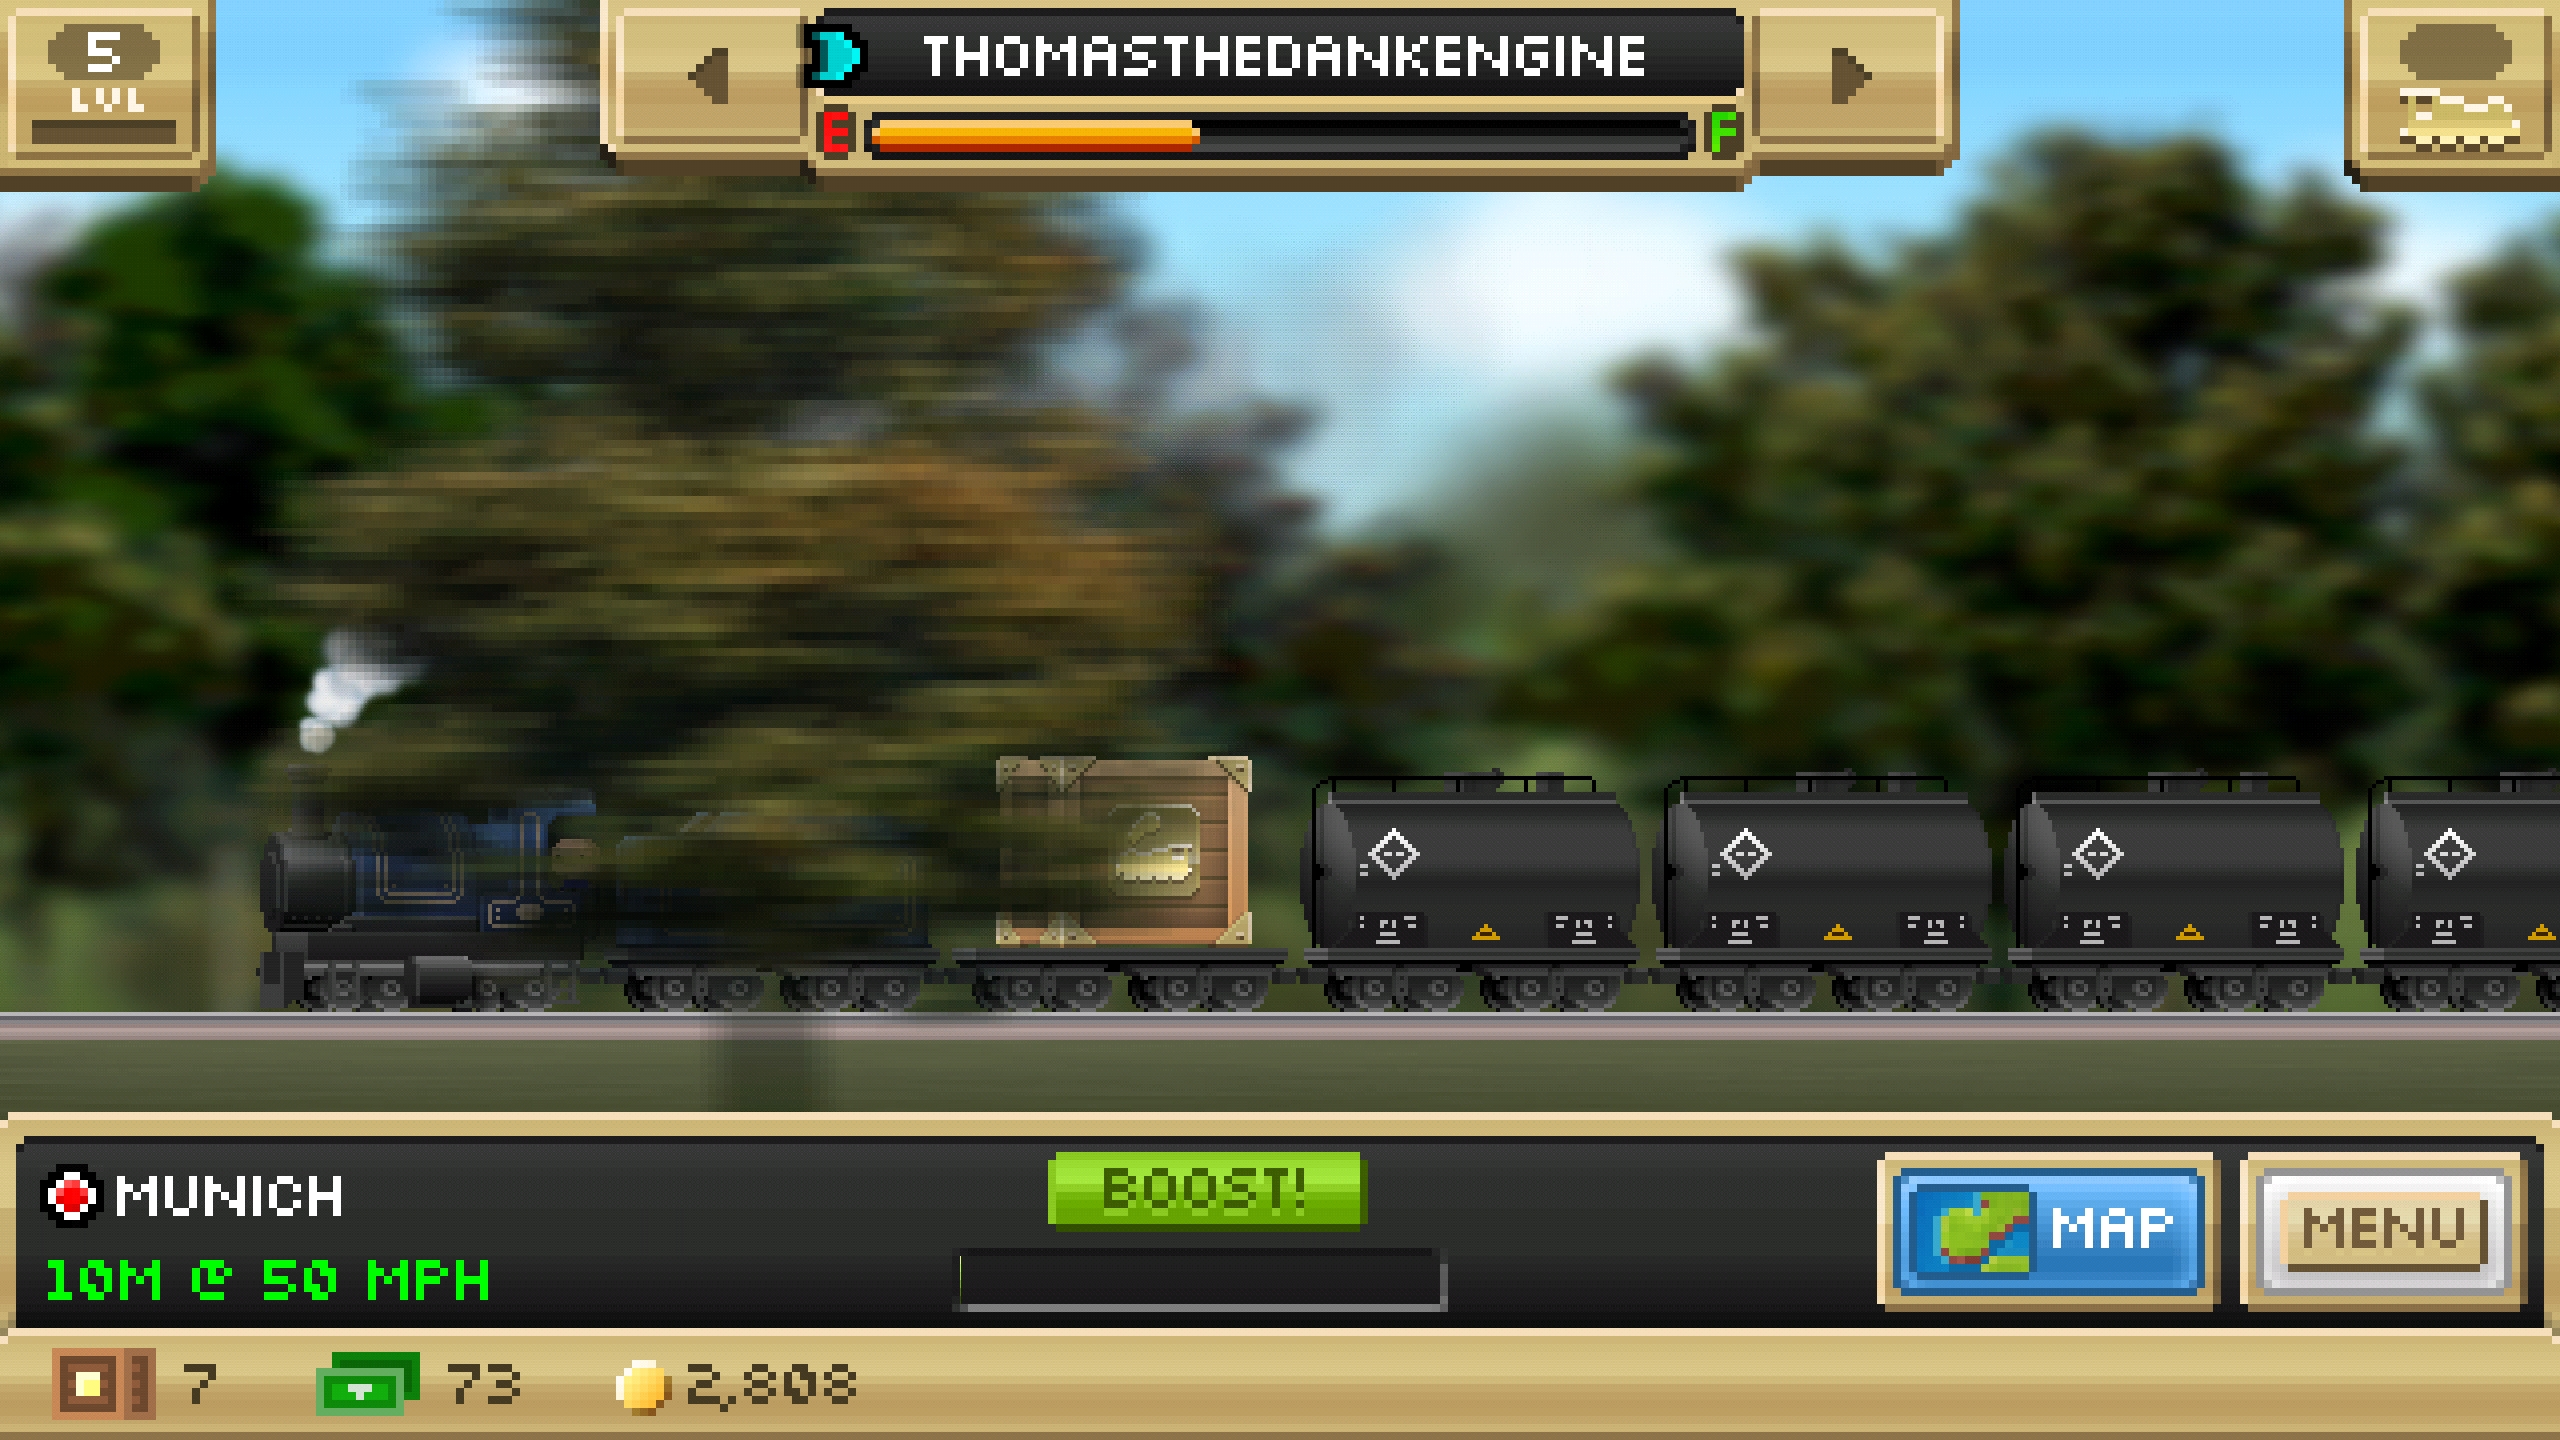 5
LVL
THOMASTHEDANKENGINE
E F
MUNICH
10M @ 50 MPH
BOOST!
MAP
MENU
7
73
2,808